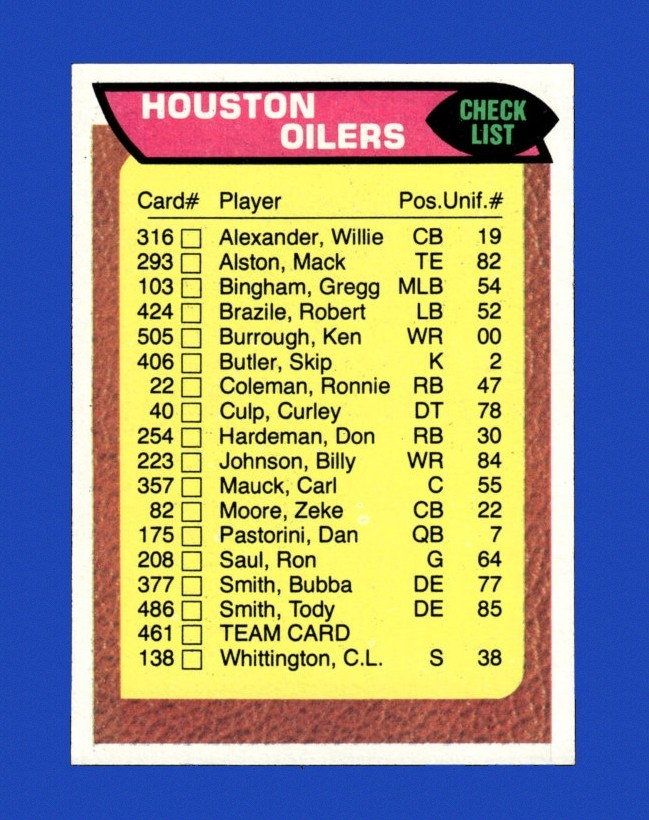 HOUSTON
OILERS
CHECK
LIST
Card# Player Pos. Unif.#
316 Alexander, Willie CB 19
293 Alston, Mack TE 82
103 Bingham, Gregg MLB 54
424 Brazile, Robert LB 52
505 Burrough, Ken WR 00
406 Butler, Skip K 2
22 Coleman, Ronnie RB 47
40 Culp, Curley DT 78
254 Hardeman, Don RB 30
223 Johnson, Billy WR 84
357 Mauck, Carl C 55
82 Moore, Zeke CB 22
175 Pastorini, Dan QB 7
208 Saul, Ron G 64
377 Smith, Bubba DE 77
486 Smith, Tody DE 85
461 TEAM CARD
138 Whittington, C.L. S 38